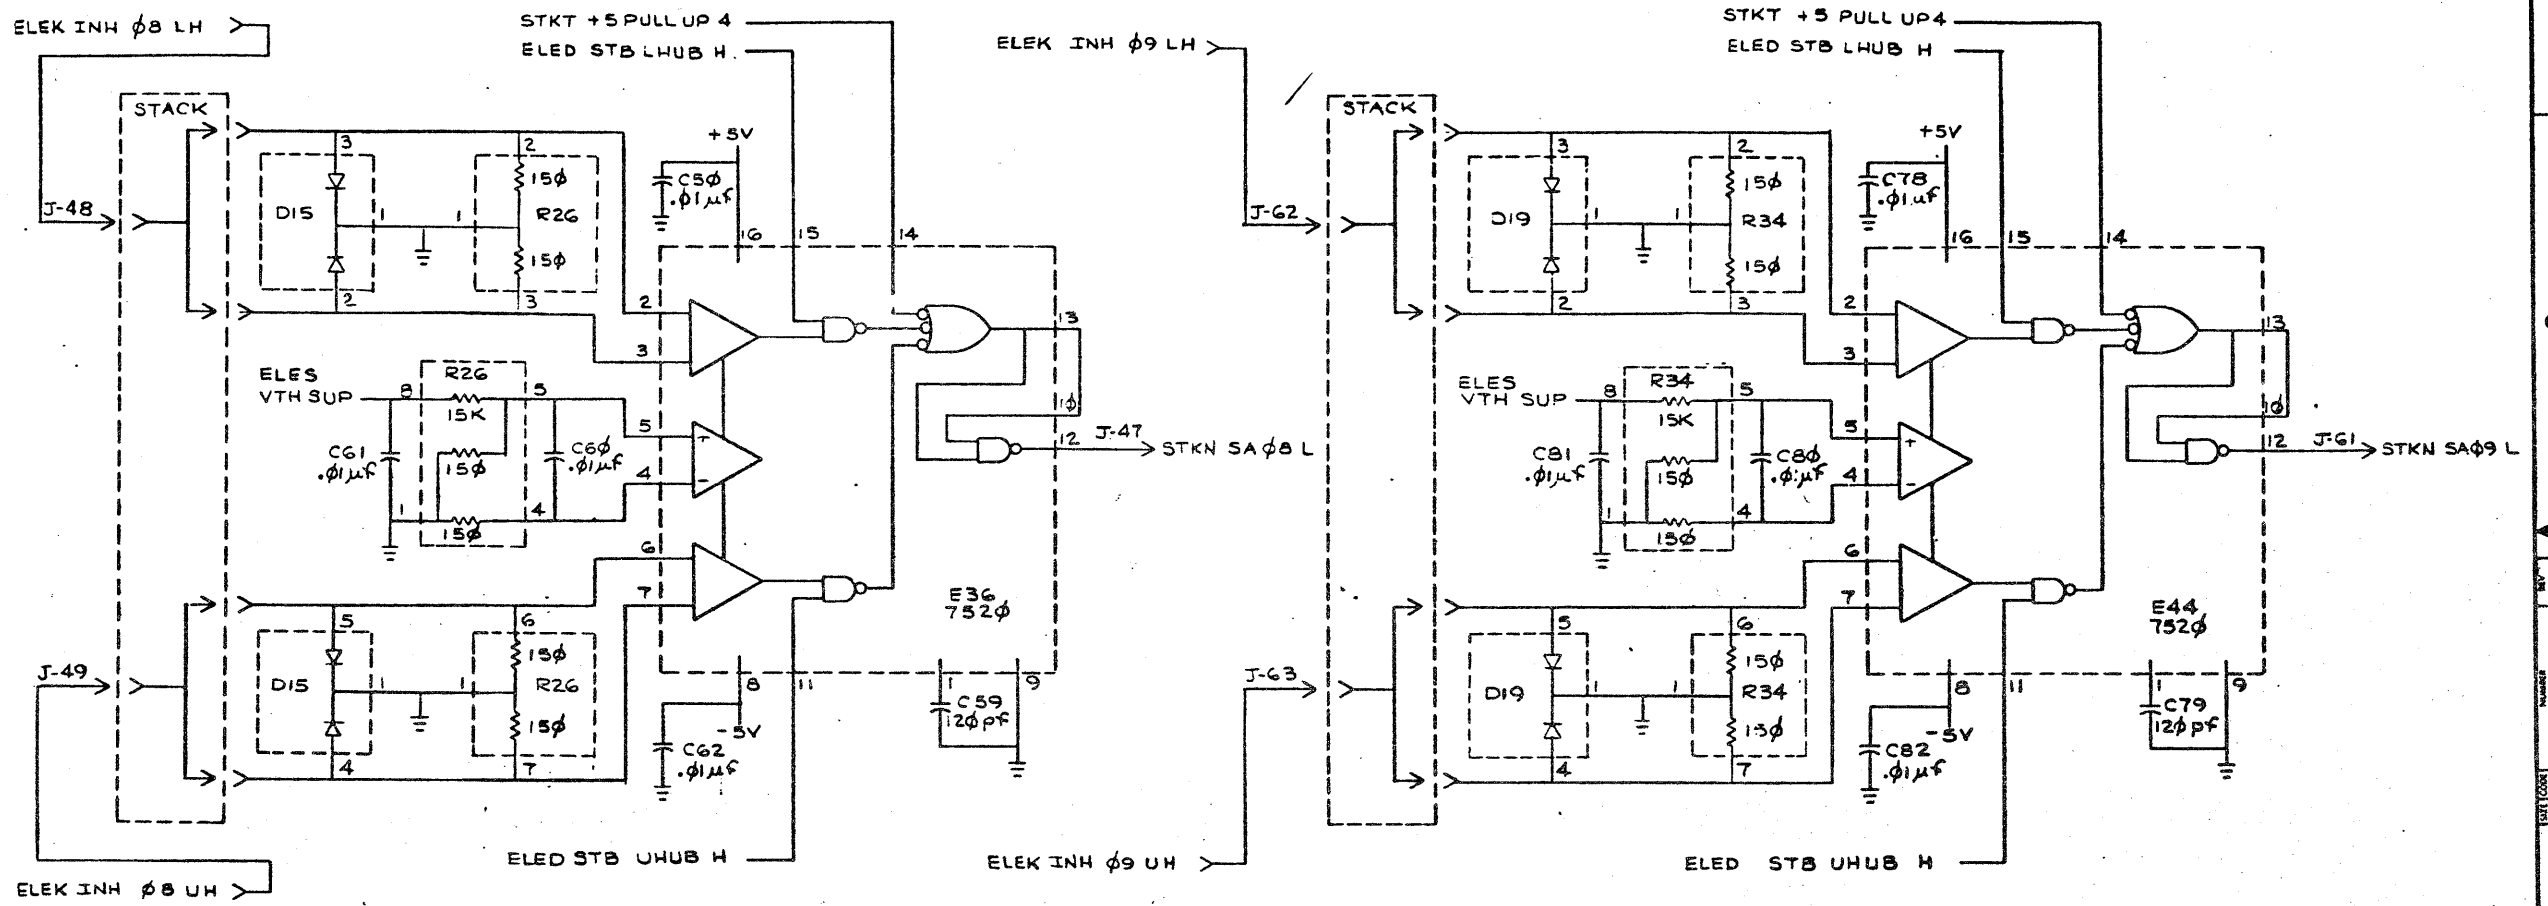 ELEK INH Ø8 LH
STKT +5 PULL UP 4
ELED STB LHUB H.
STACK
J-48
3
D15
1
2
2
15Ø
R26
1
15Ø
3
+5V
C5Ø
.Ø1µf
16
15
14
2
3
13
ELES
VTH SUP
8
R26
15K
5
15Ø
C61
.Ø1µf
C6Ø
.Ø1µf
1
15Ø
4
5
+
4
-
1Ø
12
J-47
STKN SA Ø8 L
6
7
E36
752Ø
J-49
5
D15
1
4
6
15Ø
R26
1
15Ø
7
8
11
1
9
-5V
C62
.Ø1µf
C59
12Øpf
ELED STB UHUB H
ELEK INH Ø8 UH
ELEK INH Ø9 LH
STKT +5 PULL UP4
ELED STB LHUB H
STACK
J-62
3
D19
1
2
2
15Ø
R34
1
15Ø
3
+5V
C78
.Ø1µf
16
15
14
2
3
13
ELES
VTH SUP
8
R34
15K
5
15Ø
C81
.Ø1µf
C8Ø
.Ø1µf
1
15Ø
4
5
+
4
-
1Ø
12
J-61
STKN SAØ9 L
6
7
E44
752Ø
J-63
5
D19
1
4
6
15Ø
R34
1
15Ø
7
8
11
1
9
-5V
C82
.Ø1µf
C79
12Øpf
ELED STB UHUB H
ELEK INH Ø9 UH
REV
NUMBER
SIZE CODE